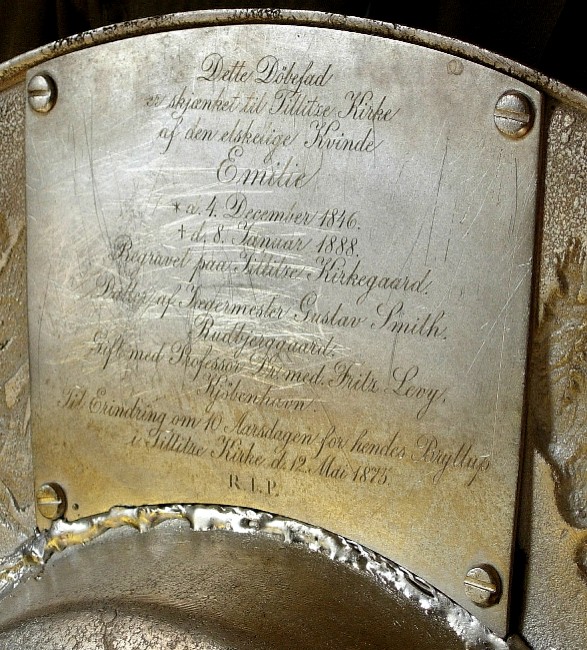 Dette Döbefad
er skjænket til Tillitze Kirke
af den elskelige Kvinde
Emilie
* d. 4. December 1846.
† d. 8. Januar 1888.
Begravet paa Tillitze Kirkegaard.
Datter af Jægermester Gustav Smith.
Rudbjerggaard.
Gift med Professor Dr. med. Fritz Levy.
Kjöbenhavn
Til Erindring om 10 Aarsdagen for hendes Bryllup
i Tillitze Kirke d. 12. Mai 1875.
R.I.P.